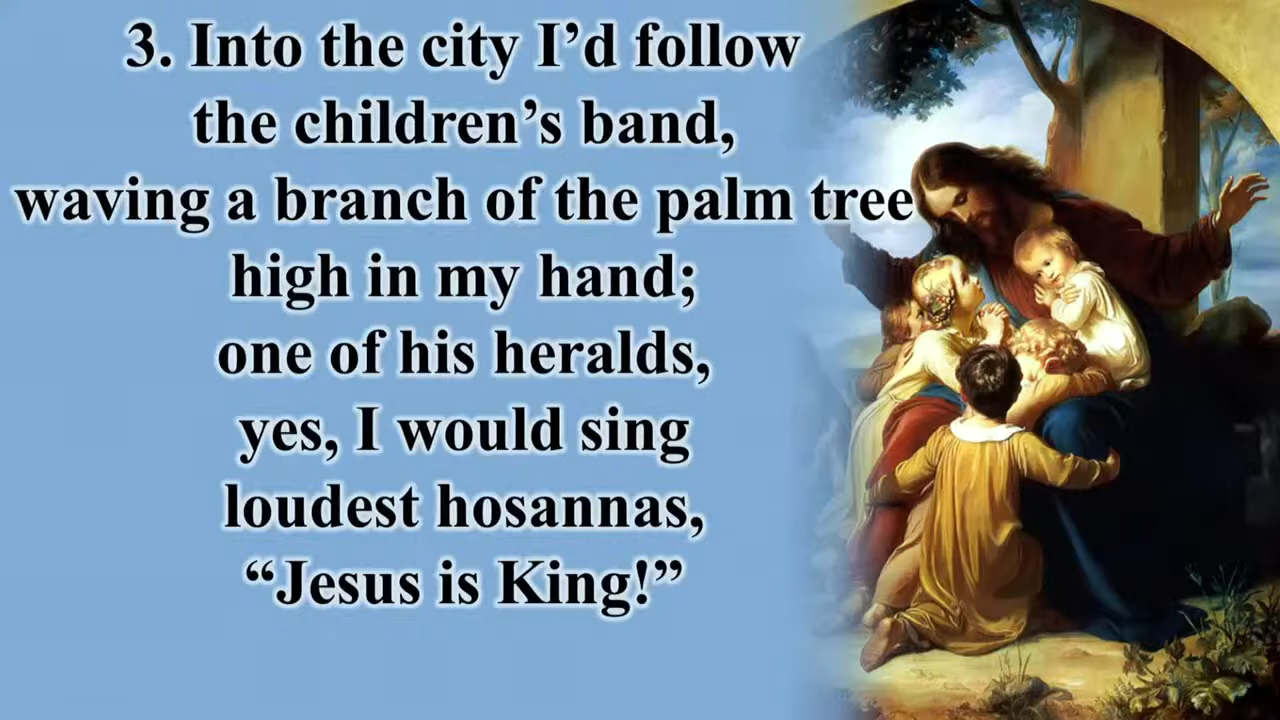 3. Into the city I’d follow
the children’s band,
waving a branch of the palm tree
high in my hand;
one of his heralds,
yes, I would sing
loudest hosannas,
“Jesus is King!”